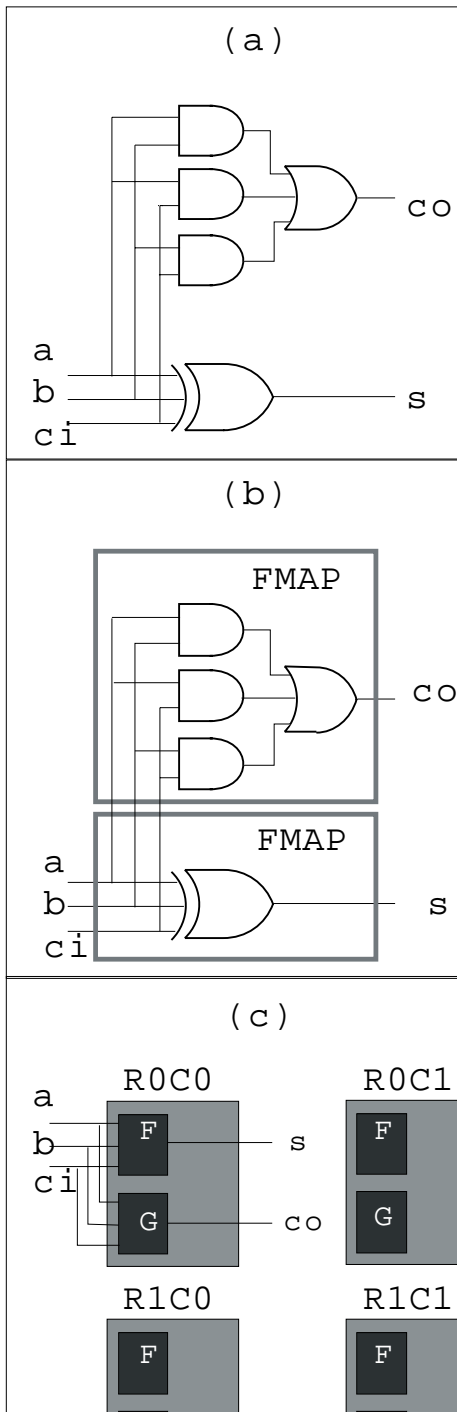 (a)
co
a
b
s
ci
(b)
FMAP
co
FMAP
a
b
s
ci
(c)
R0C0 R0C1
a
F F
b
s
ci
G co G
R1C0 R1C1
F F